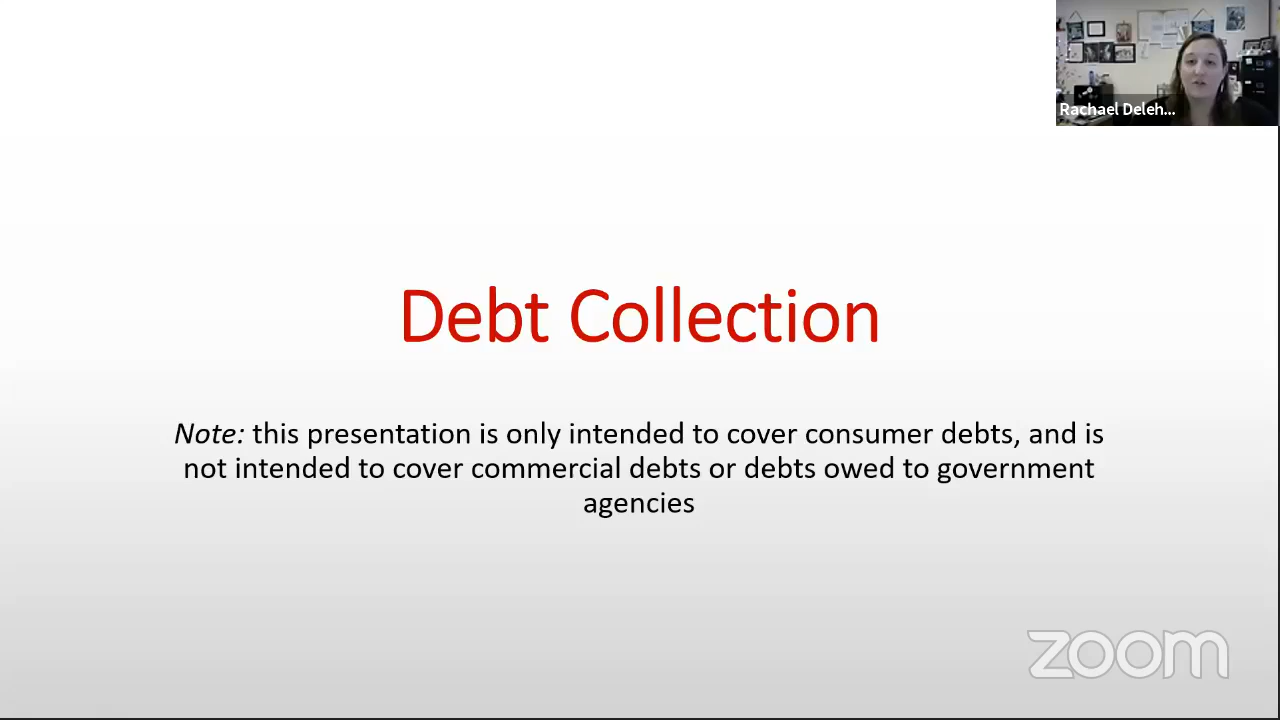 Rachael Deleh...
Debt Collection
Note: this presentation is only intended to cover consumer debts, and is
not intended to cover commercial debts or debts owed to government
agencies
zoom